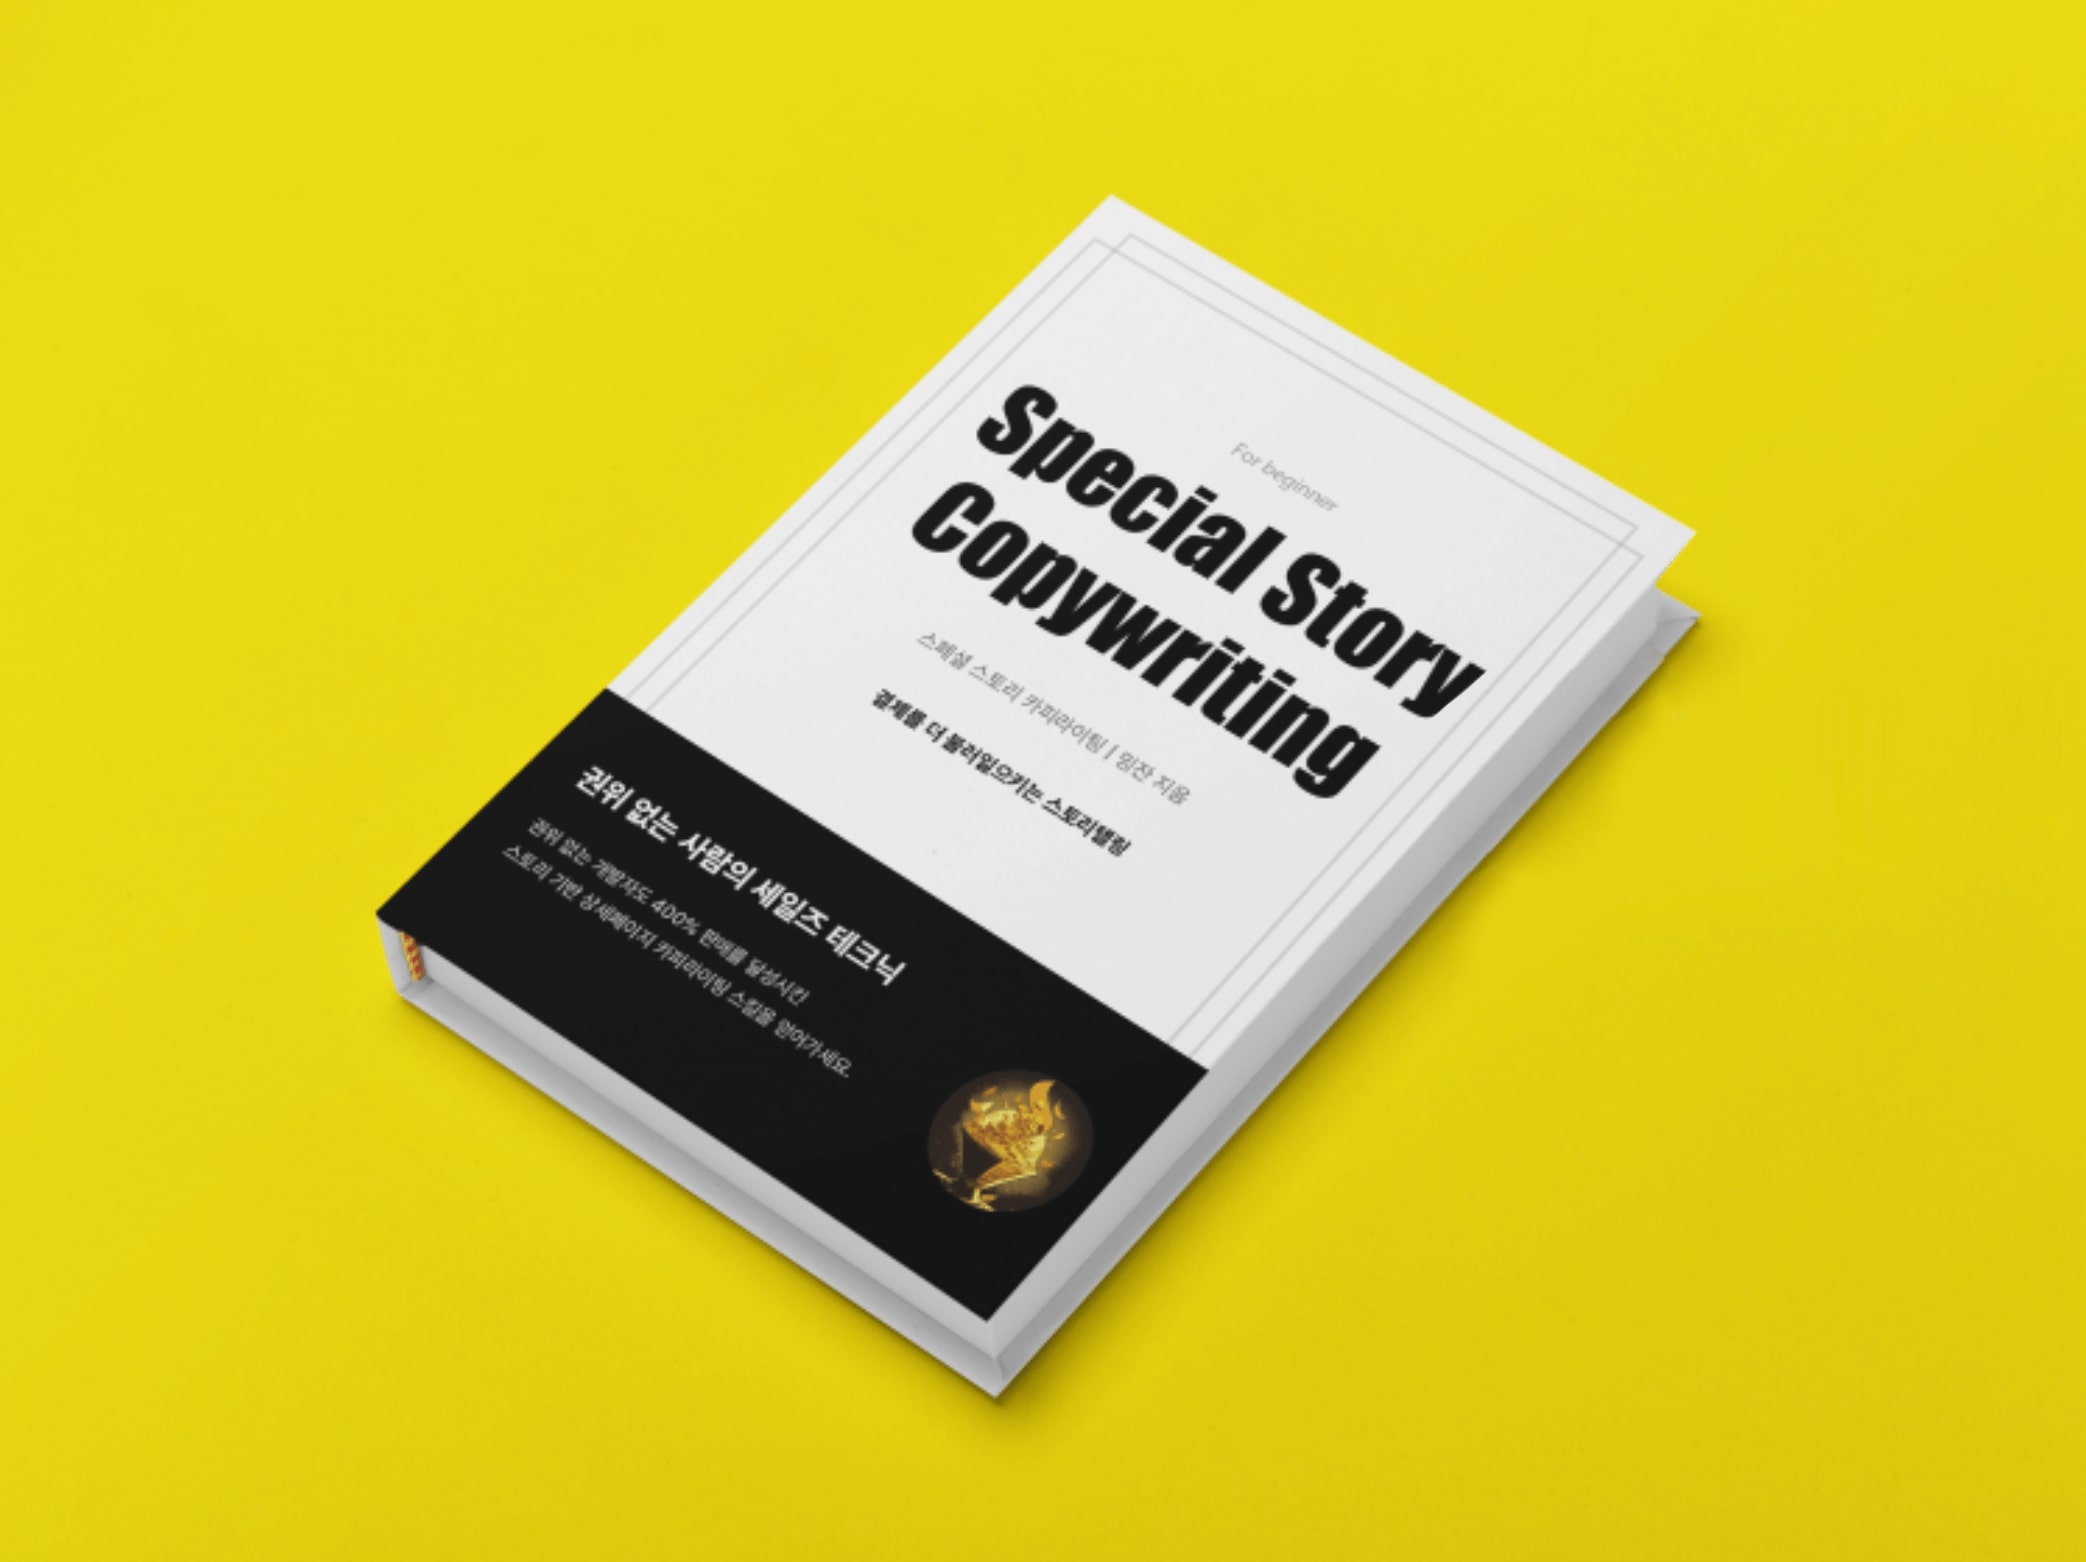 For beginner
Special Story
Copywriting
스페셜 스토리 카피라이팅 | 밍잔 지음
결제를 더 불러일으키는 스토리텔링
권위 없는 사람의 세일즈 테크닉
권위 없는 개발자도 400% 판매를 달성시킨
스토리 기반 상세페이지 카피라이팅 스킬을 얻어가세요.